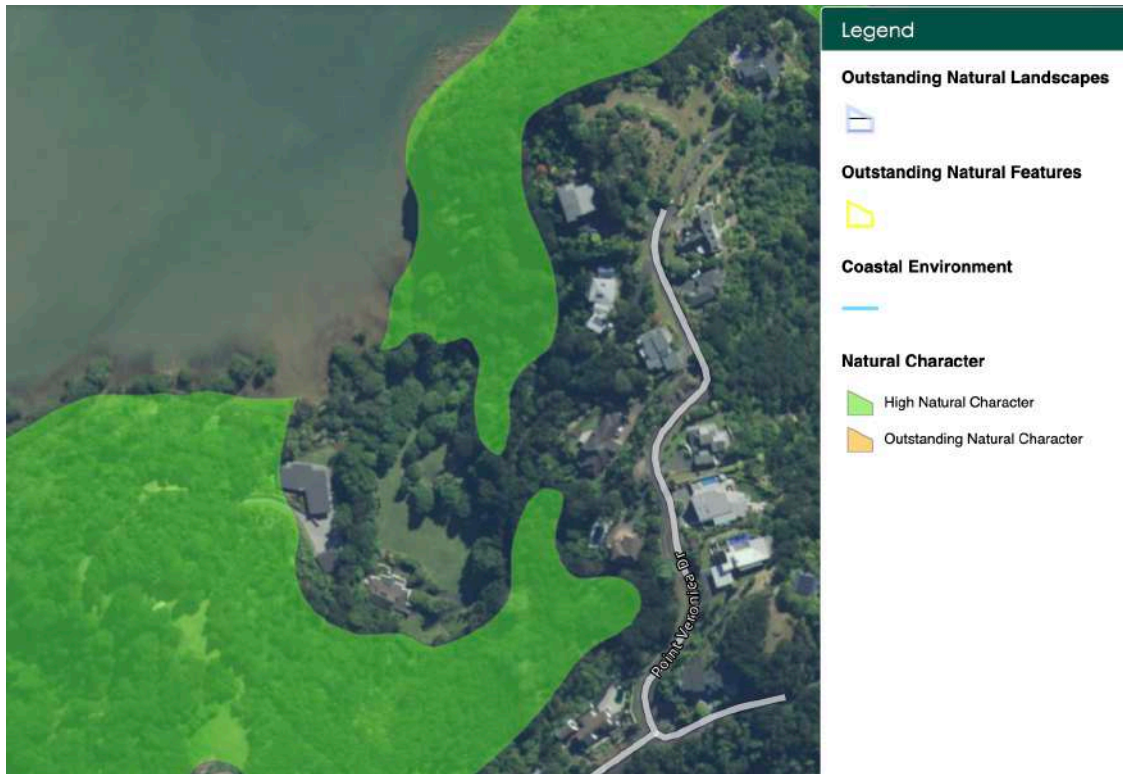 Legend
Outstanding Natural Landscapes
Outstanding Natural Features
Coastal Environment
Natural Character
High Natural Character
Outstanding Natural Character
Point Veronica Dr